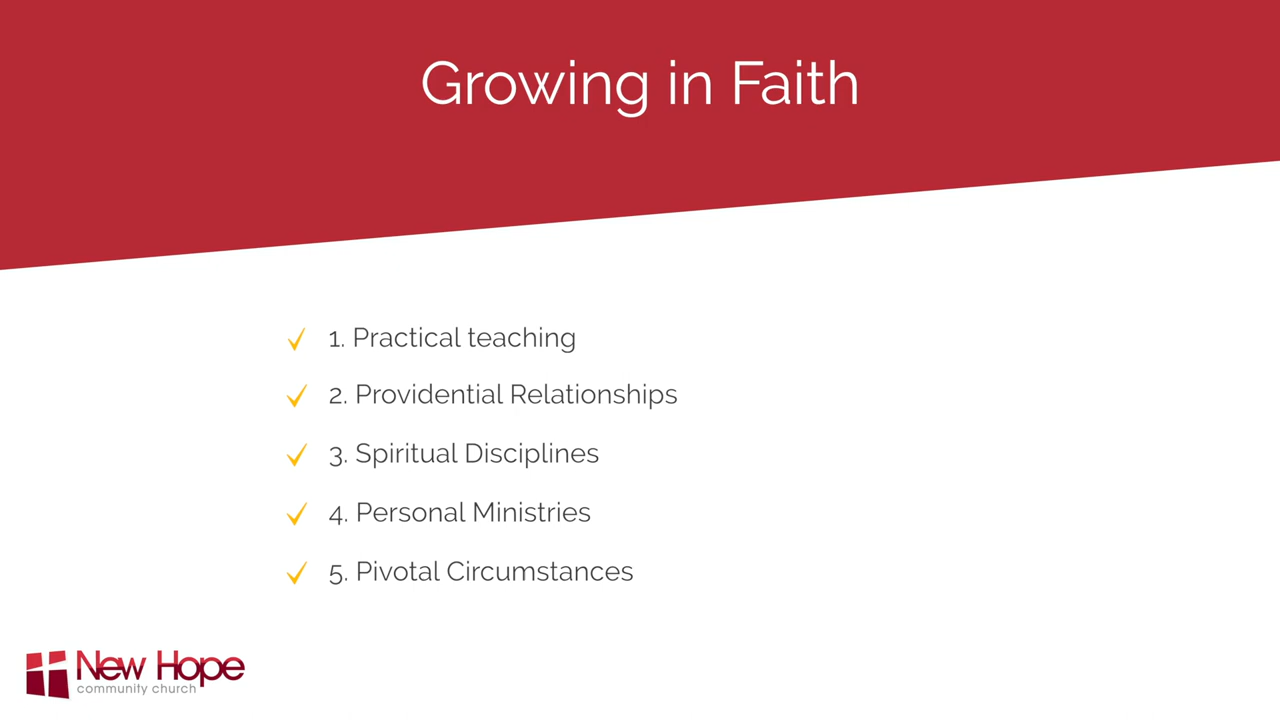 Growing in Faith
1. Practical teaching
2. Providential Relationships
3. Spiritual Disciplines
4. Personal Ministries
5. Pivotal Circumstances
New Hope
community church